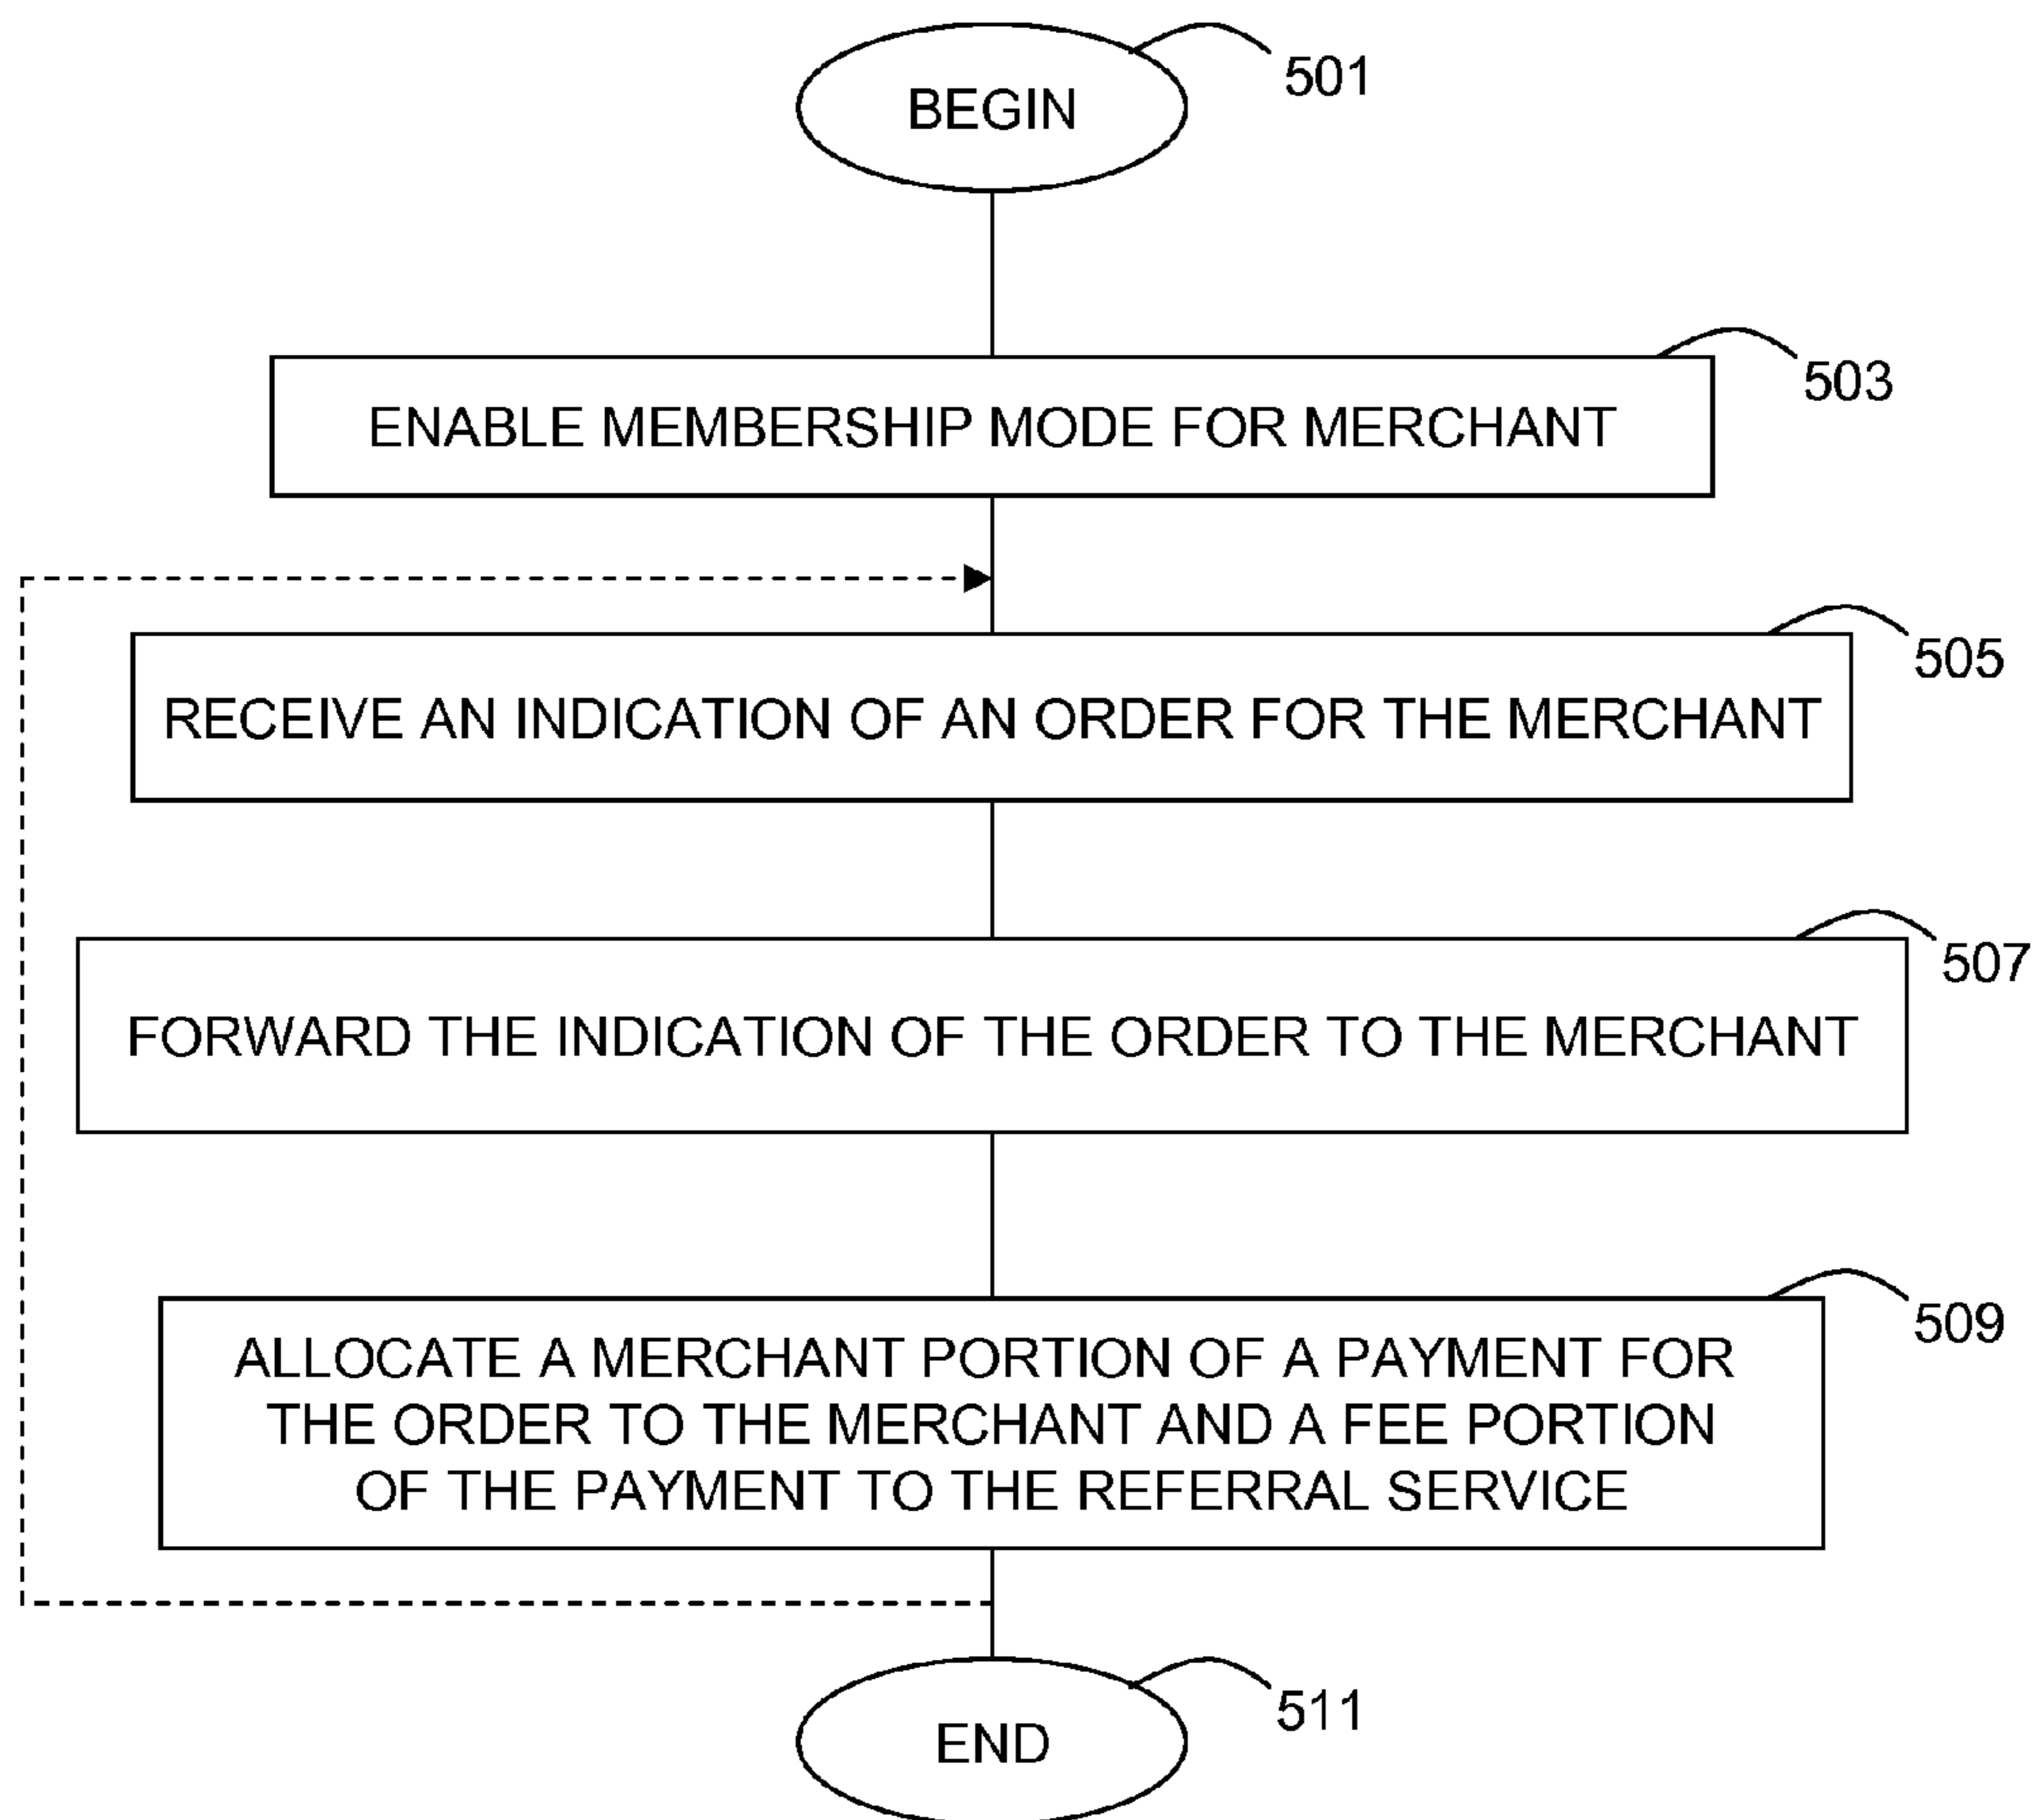 BEGIN
501
ENABLE MEMBERSHIP MODE FOR MERCHANT
503
RECEIVE AN INDICATION OF AN ORDER FOR THE MERCHANT
505
FORWARD THE INDICATION OF THE ORDER TO THE MERCHANT
507
ALLOCATE A MERCHANT PORTION OF A PAYMENT FOR
THE ORDER TO THE MERCHANT AND A FEE PORTION
OF THE PAYMENT TO THE REFERRAL SERVICE
509
END
511